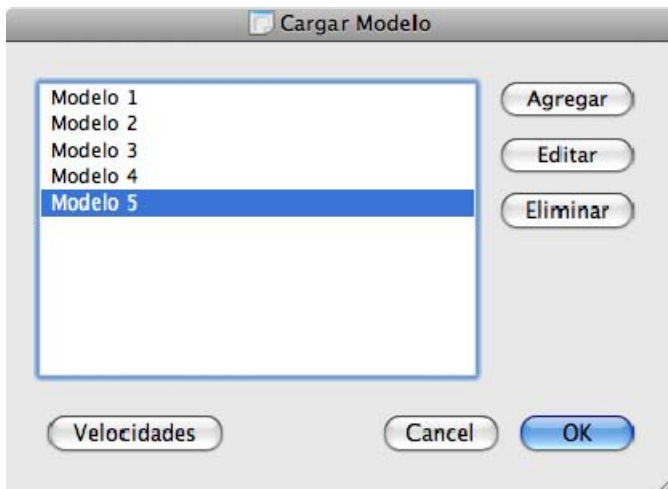 Cargar Modelo
Modelo 1
Modelo 2
Modelo 3
Modelo 4
Modelo 5
Agregar
Editar
Eliminar
Velocidades
Cancel
OK